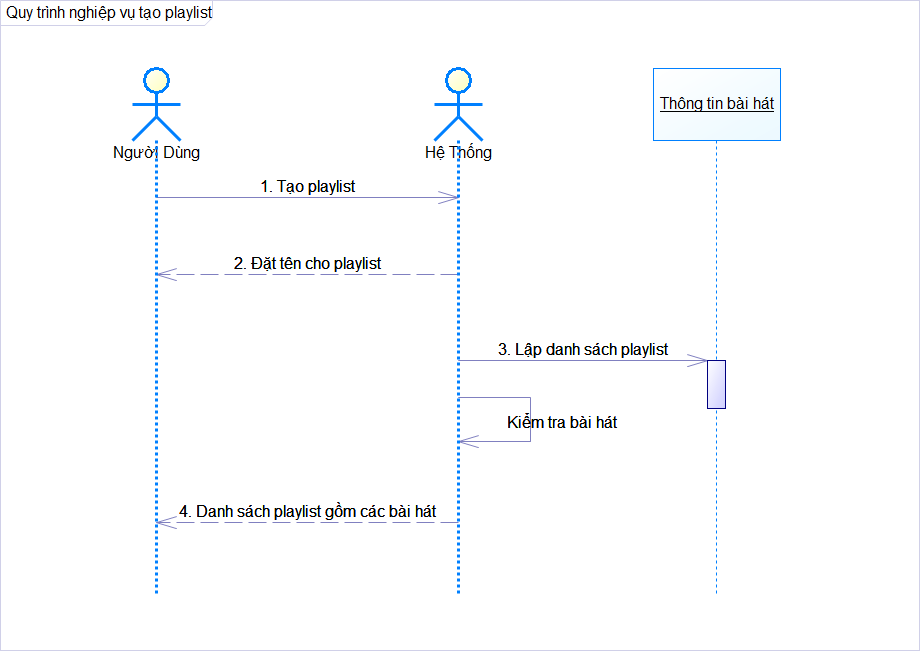 Quy trình nghiệp vụ tạo playlist
Người Dùng
Hệ Thống
Thông tin bài hát
1. Tạo playlist
2. Đặt tên cho playlist
3. Lập danh sách playlist
Kiểm tra bài hát
4. Danh sách playlist gồm các bài hát